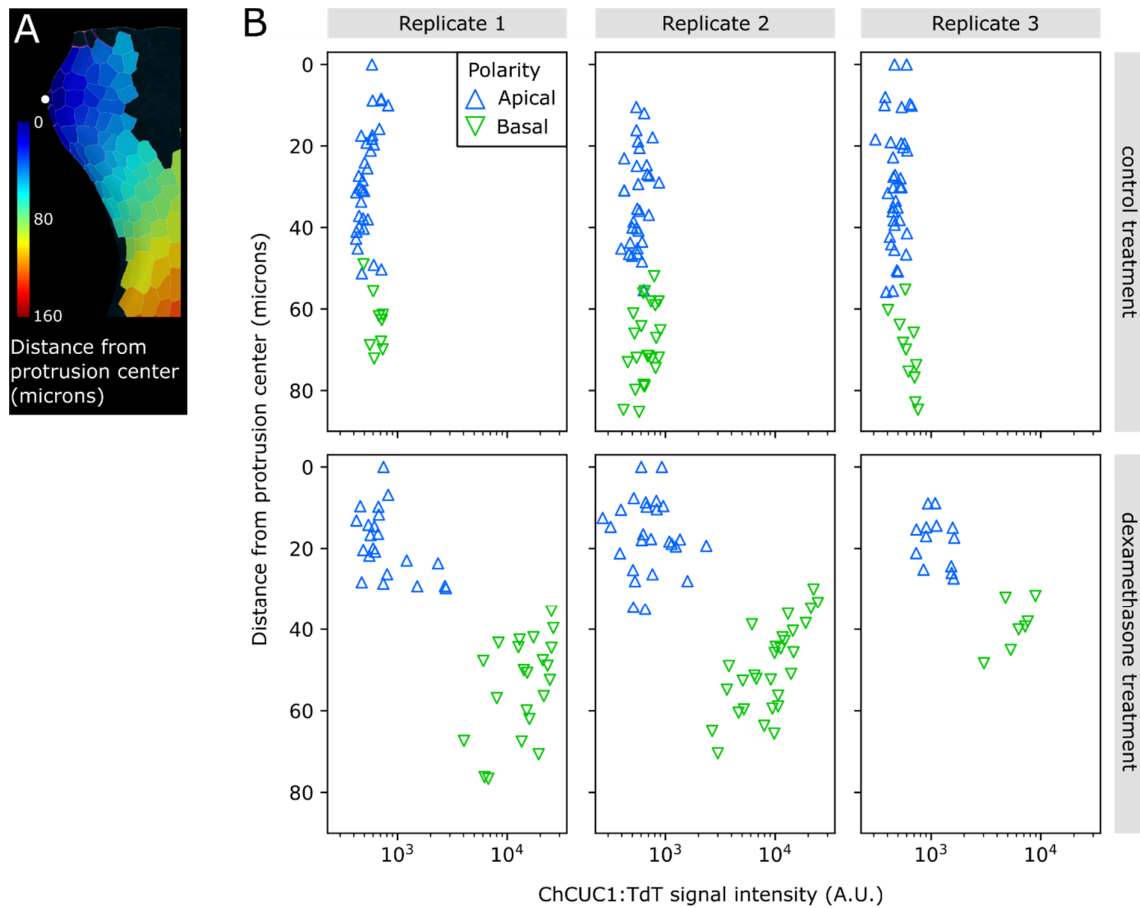 A
0
80
160
Distance from
protrusion center
(microns)
B
Replicate 1
Replicate 2
Replicate 3
Polarity
Apical
Basal
0
20
40
60
80
control treatment
0
20
40
60
80
dexamethasone treatment
Distance from protrusion center (microns)
10³ 10⁴ 10³ 10⁴ 10³ 10⁴
ChCUC1:TdT signal intensity (A.U.)